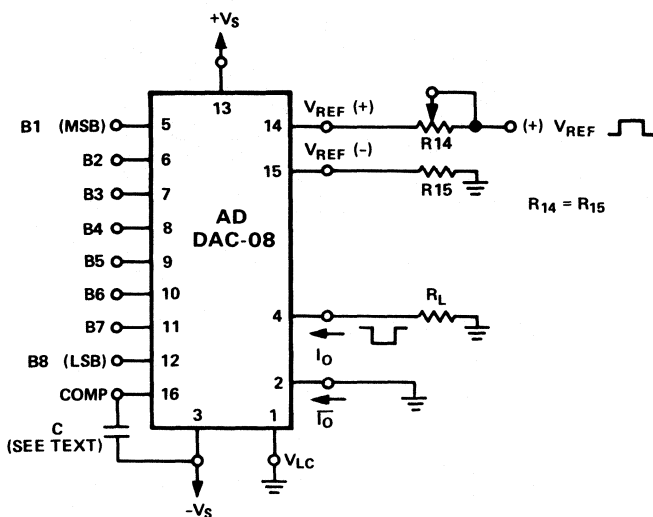 +VS
13
B1 (MSB) 5
B2 6
B3 7
B4 8
B5 9
B6 10
B7 11
B8 (LSB) 12
COMP 16
C
(SEE TEXT)
AD
DAC-08
14 VREF (+)
R14
(+) VREF
15 VREF (-)
R15
R14 = R15
4
RL
IO
2
IO
3
1
VLC
-VS